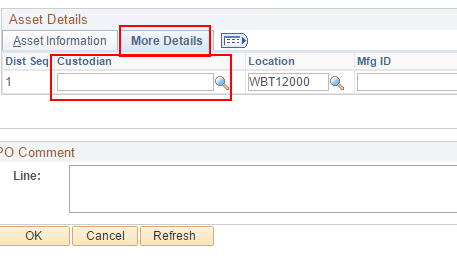 Asset Details
Asset Information More Details
Dist Seq Custodian Location Mfg ID
1 WBT12000
PO Comment
Line:
OK Cancel Refresh